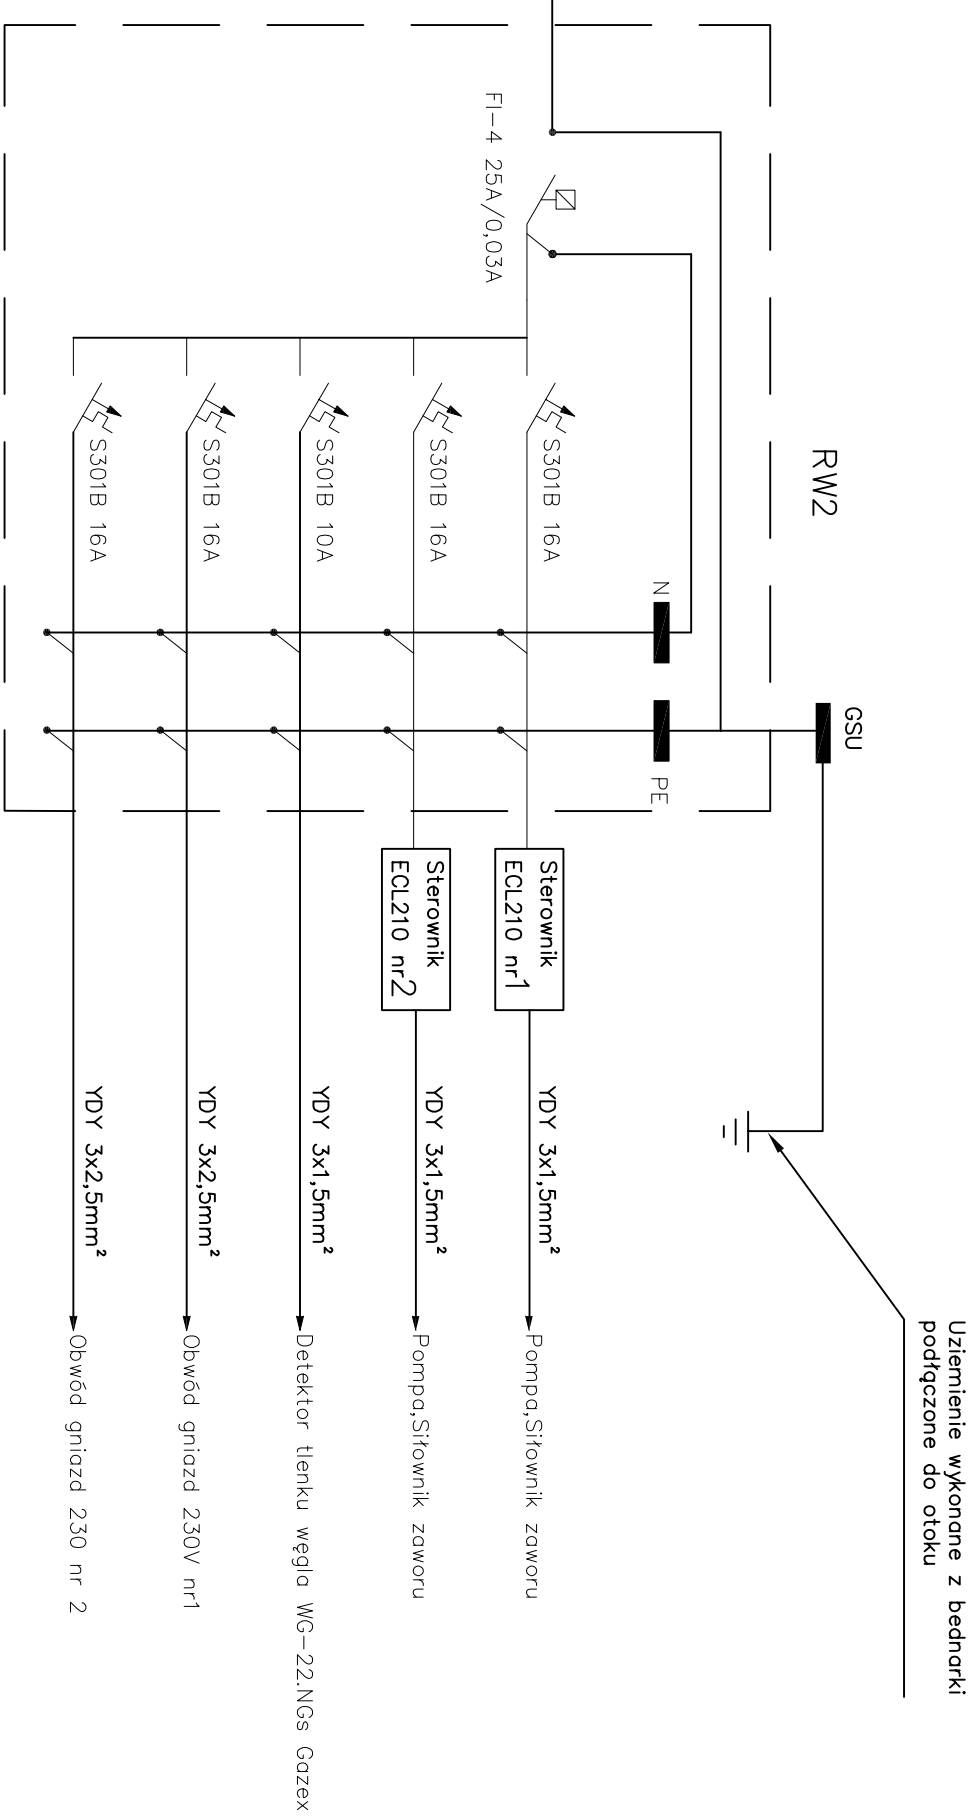 RW2
GSU
Uziemienie wykonane z bednarki
podłączone do otoku
N
PE
FI-4 25A/0,03A
S301B 16A
Sterownik
ECL210 nr1
YDY 3x1,5mm²
Pompa,Siłownik zaworu
S301B 16A
Sterownik
ECL210 nr2
YDY 3x1,5mm²
Pompa,Siłownik zaworu
S301B 10A
YDY 3x1,5mm²
Detektor tlenku węgla WG-22.NGs Gazex
S301B 16A
YDY 3x2,5mm²
Obwód gniazd 230V nr1
S301B 16A
YDY 3x2,5mm²
Obwód gniazd 230 nr 2